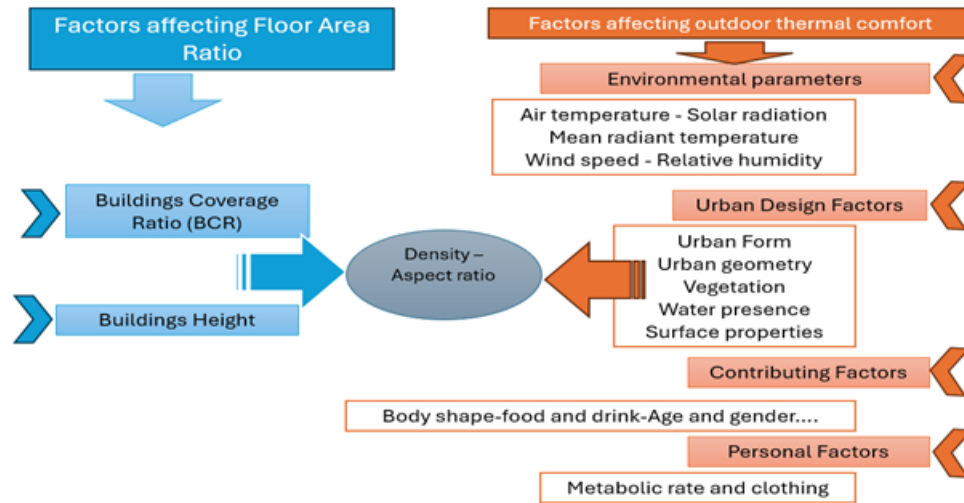 Factors affecting Floor Area
Ratio
Buildings Coverage
Ratio (BCR)
Buildings Height
Density –
Aspect ratio
Factors affecting outdoor thermal comfort
Environmental parameters
Air temperature - Solar radiation
Mean radiant temperature
Wind speed - Relative humidity
Urban Design Factors
Urban Form
Urban geometry
Vegetation
Water presence
Surface properties
Contributing Factors
Body shape-food and drink-Age and gender....
Personal Factors
Metabolic rate and clothing